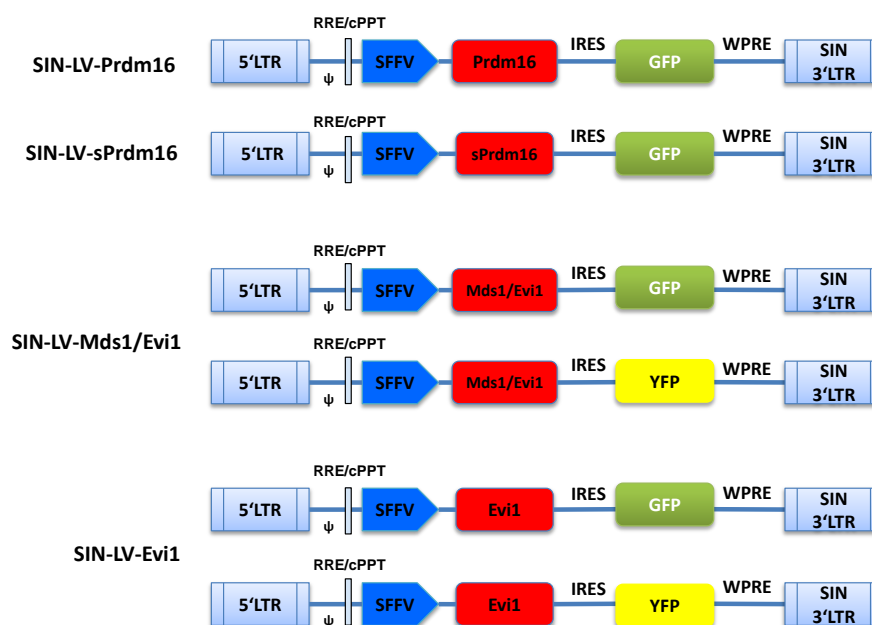 RRE/cPPT
IRES
WPRE
SIN-LV-Prdm16
5‘LTR
ψ
SFFV
Prdm16
GFP
SIN
3‘LTR
RRE/cPPT
IRES
WPRE
SIN-LV-sPrdm16
5‘LTR
ψ
SFFV
sPrdm16
GFP
SIN
3‘LTR
RRE/cPPT
IRES
WPRE
5‘LTR
ψ
SFFV
Mds1/Evi1
GFP
SIN
3‘LTR
SIN-LV-Mds1/Evi1
RRE/cPPT
IRES
WPRE
5‘LTR
ψ
SFFV
Mds1/Evi1
YFP
SIN
3‘LTR
RRE/cPPT
IRES
WPRE
5‘LTR
ψ
SFFV
Evi1
GFP
SIN
3‘LTR
SIN-LV-Evi1
RRE/cPPT
IRES
WPRE
5‘LTR
ψ
SFFV
Evi1
YFP
SIN
3‘LTR